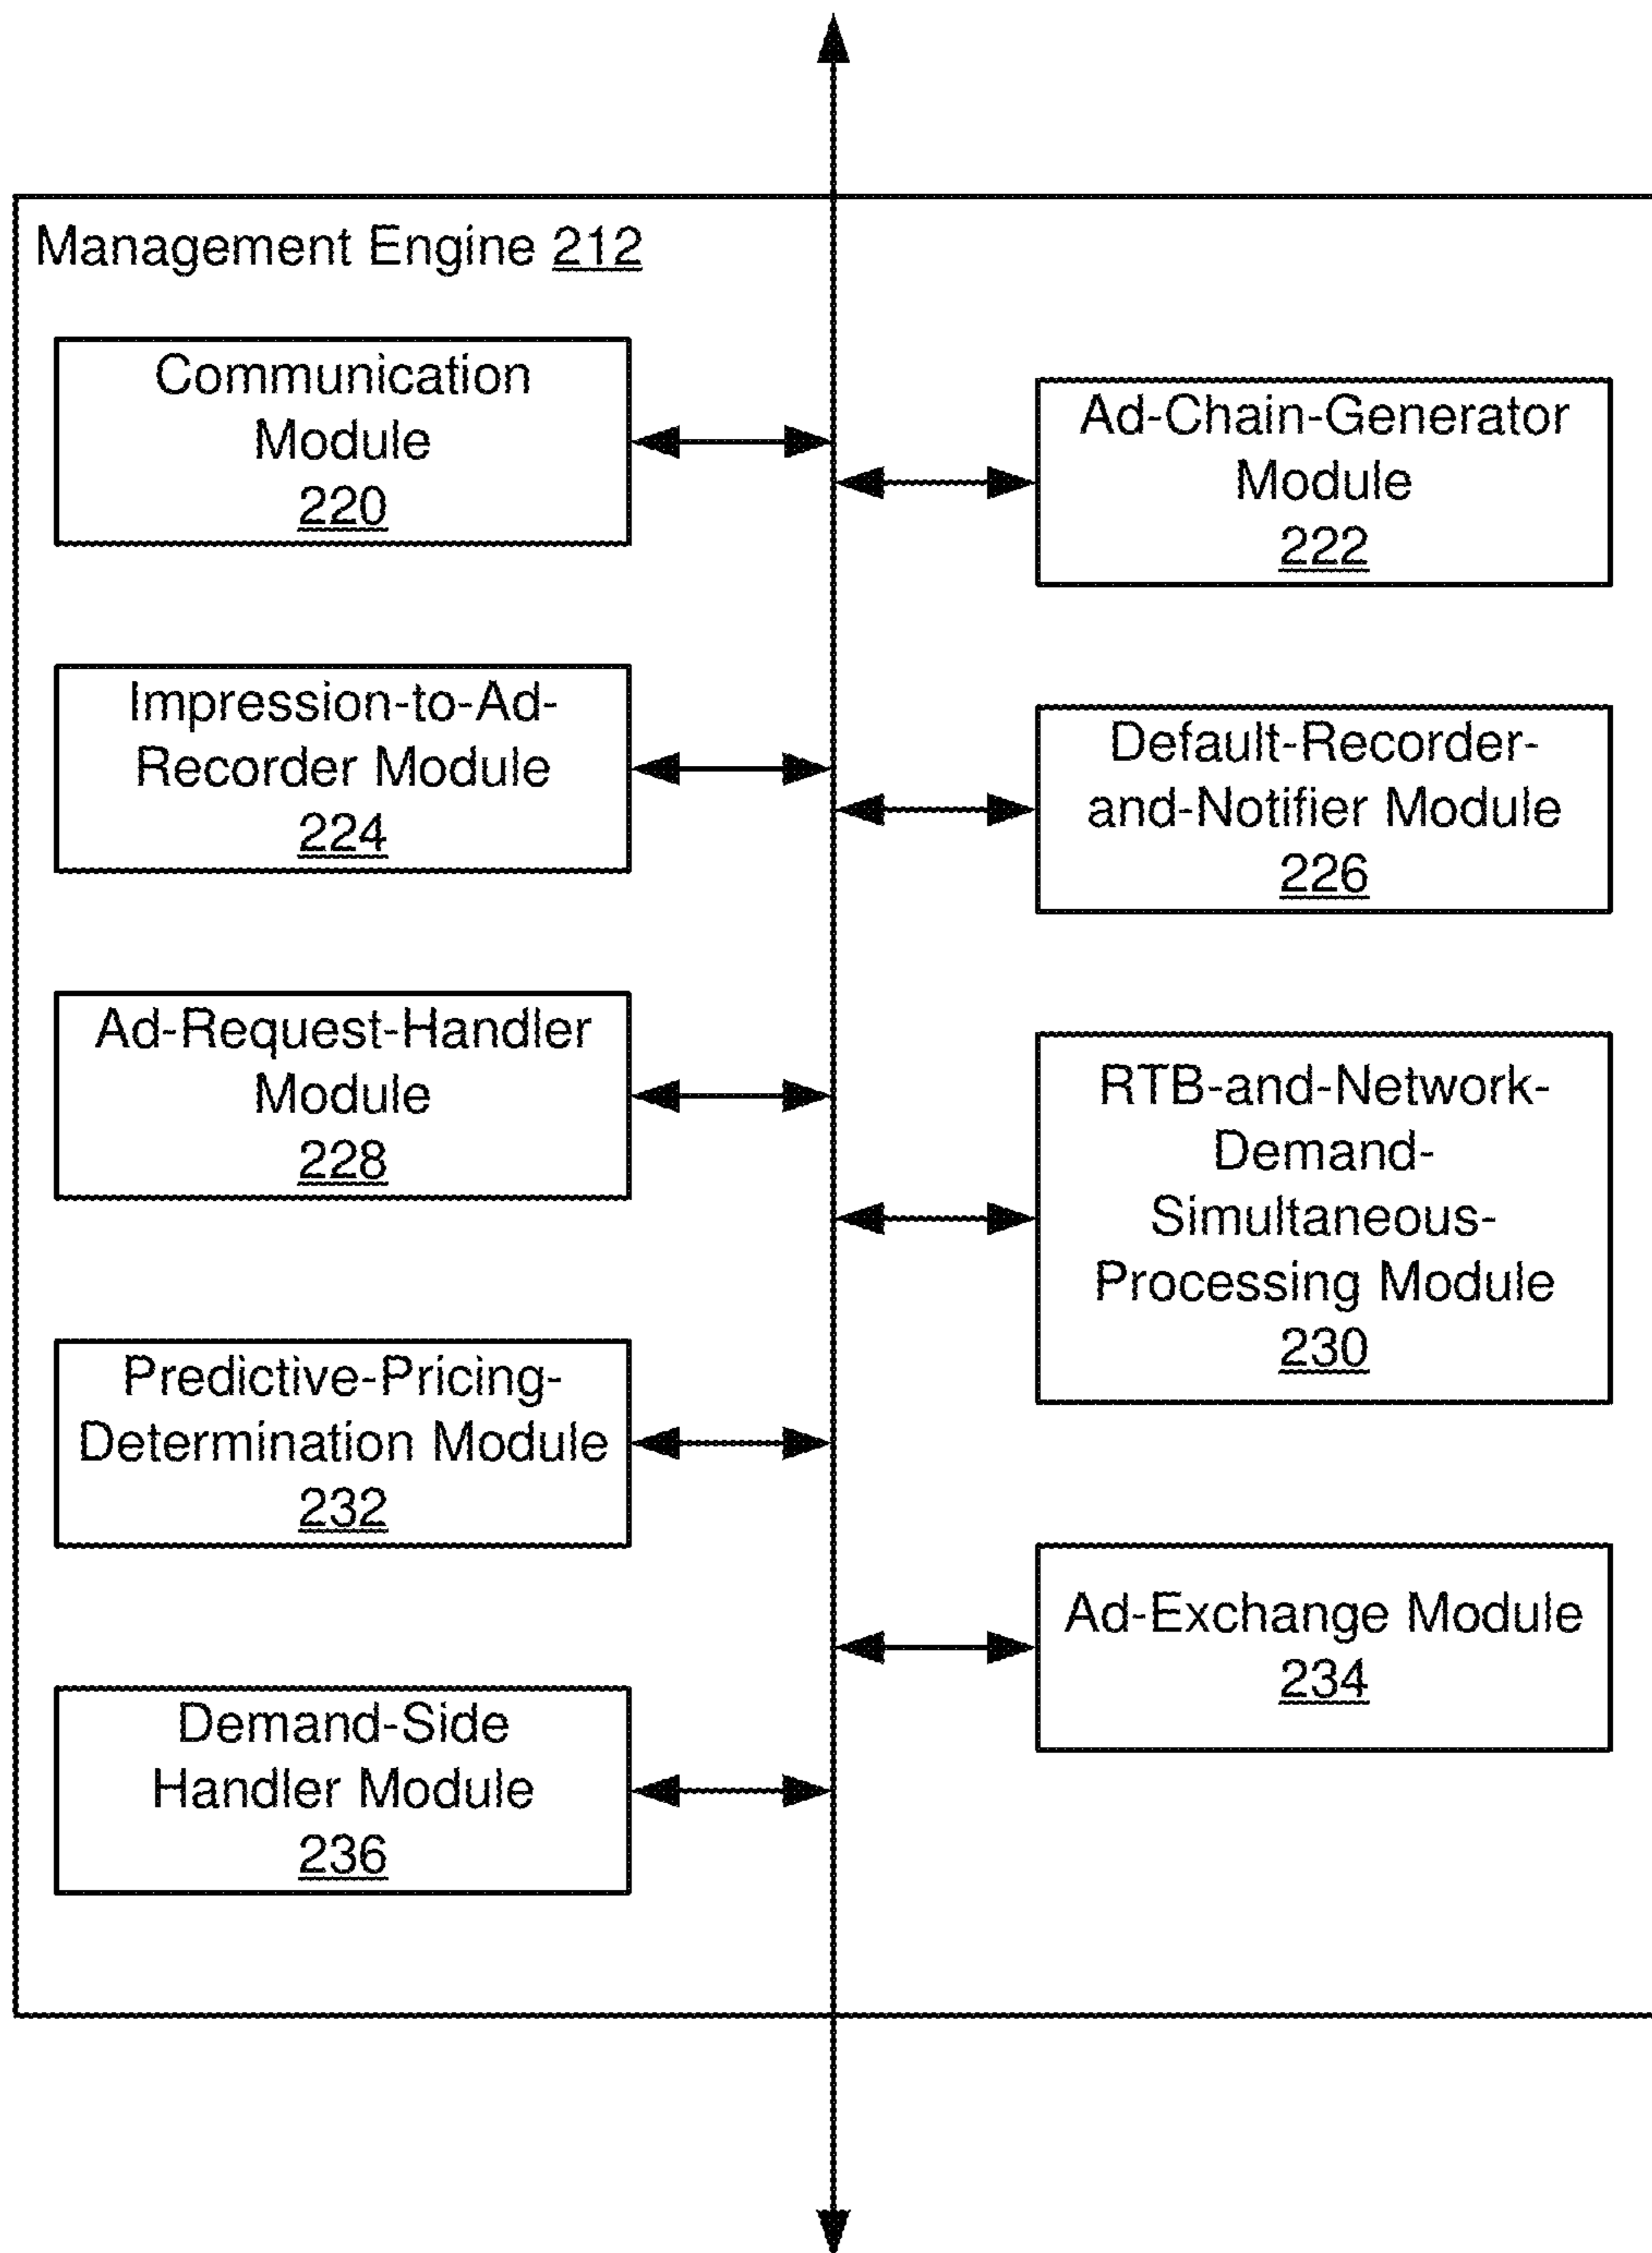 Management Engine 212
Communication
Module
220
Ad-Chain-Generator
Module
222
Impression-to-Ad-
Recorder Module
224
Default-Recorder-
and-Notifier Module
226
Ad-Request-Handler
Module
228
RTB-and-Network-
Demand-
Simultaneous-
Processing Module
230
Predictive-Pricing-
Determination Module
232
Ad-Exchange Module
234
Demand-Side
Handler Module
236